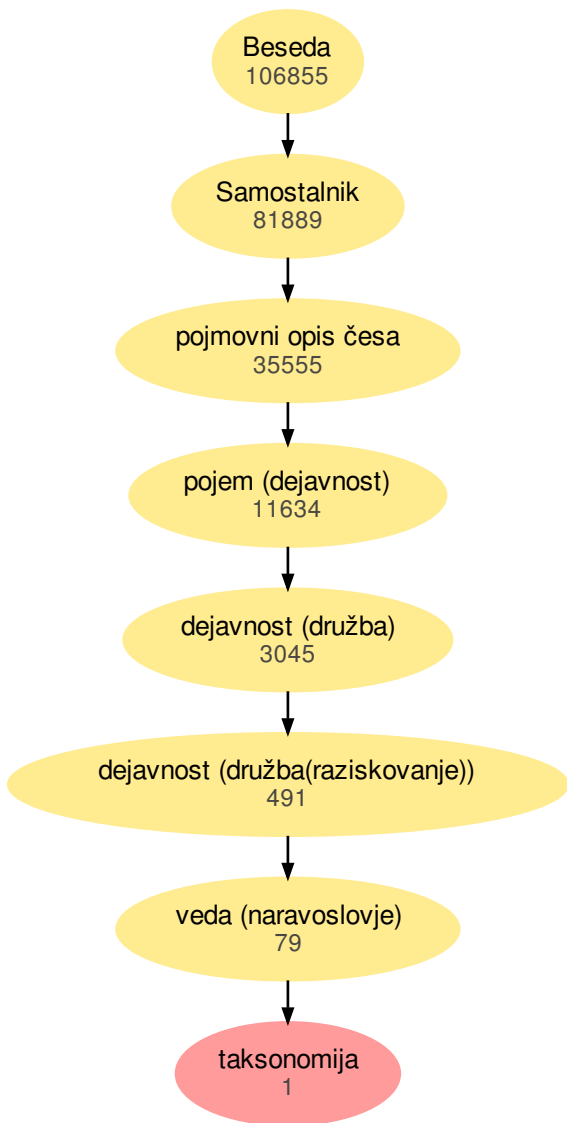 Beseda
106855
Samostalnik
81889
pojmovni opis česa
35555
pojem (dejavnost)
11634
dejavnost (družba)
3045
dejavnost (družba(raziskovanje))
491
veda (naravoslovje)
79
taksonomija
1